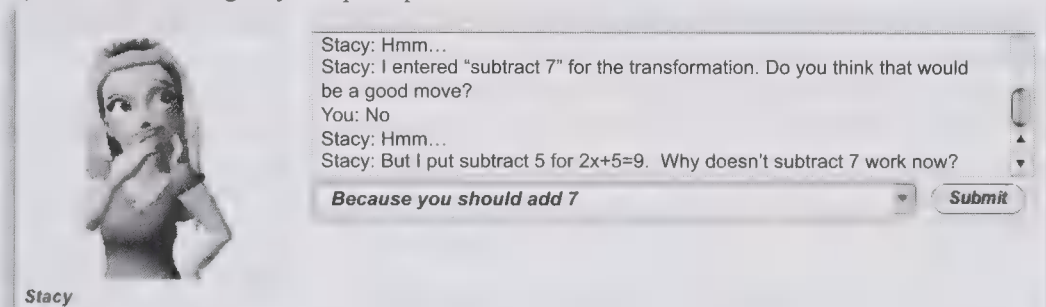 Stacy: Hmm...
Stacy: I entered “subtract 7” for the transformation. Do you think that would
be a good move?
You: No
Stacy: Hmm...
Stacy: But I put subtract 5 for 2x+5=9.  Why doesn't subtract 7 work now?
Because you should add 7
Submit
Stacy